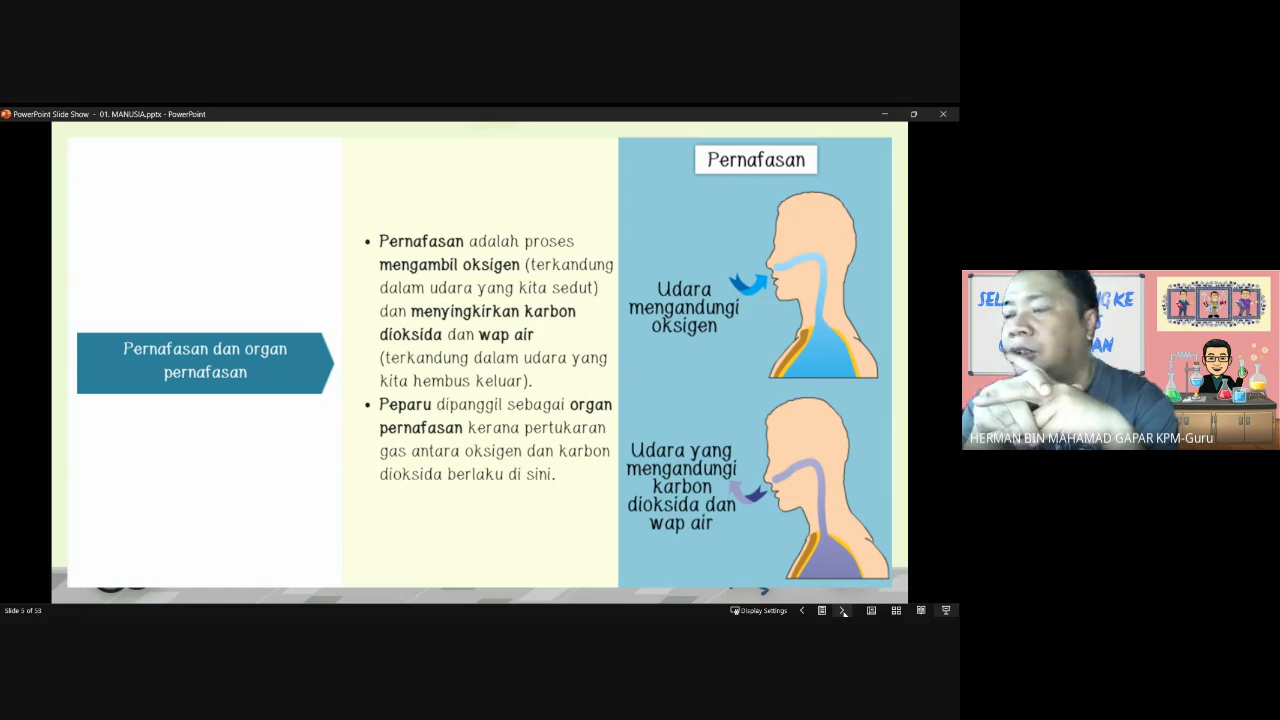 PowerPoint Slide Show - 01. MANUSIA.pptx - PowerPoint
Pernafasan dan organ
pernafasan
• Pernafasan adalah proses
mengambil oksigen (terkandung
dalam udara yang kita sedut)
dan menyingkirkan karbon
dioksida dan wap air
(terkandung dalam udara yang
kita hembus keluar).
• Peparu dipanggil sebagai organ
pernafasan kerana pertukaran
gas antara oksigen dan karbon
dioksida berlaku di sini.
Pernafasan
Udara
mengandungi
oksigen
Udara yang
mengandungi
karbon
dioksida dan
wap air
HERMAN BIN MAHAMAD GAPAR KPM-Guru
Slide 5 of 53
Display Settings